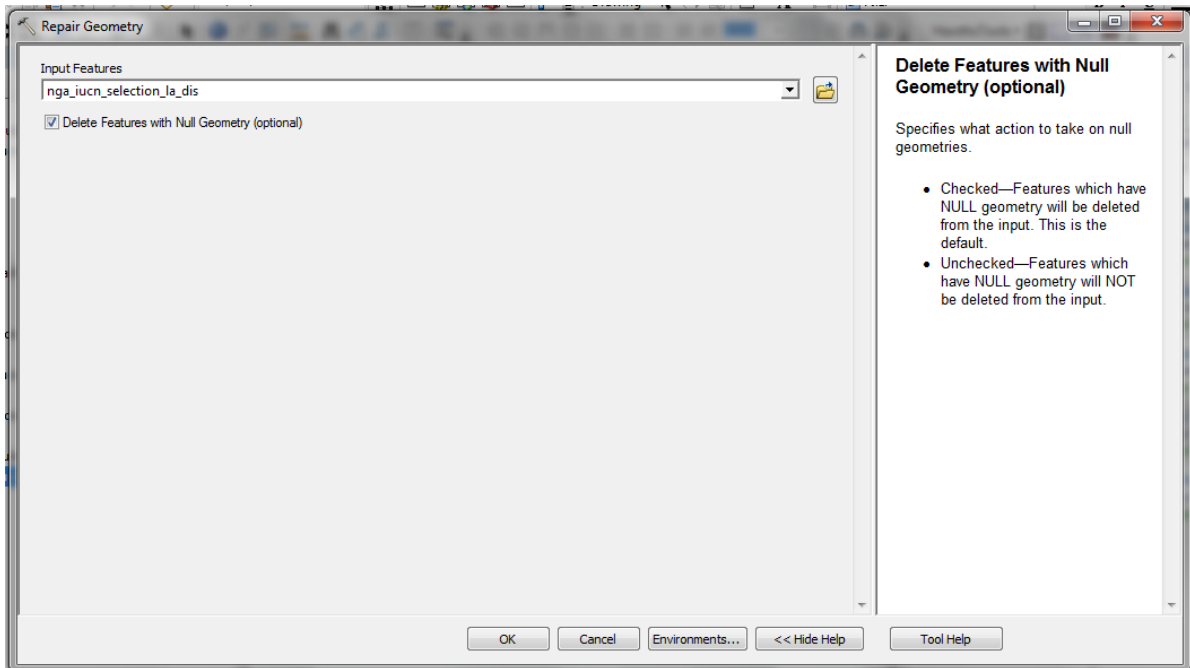 Repair Geometry
Input Features
nga_iucn_selection_la_dis
Delete Features with Null Geometry (optional)
Delete Features with Null
Geometry (optional)
Specifies what action to take on null
geometries.
• Checked—Features which have
NULL geometry will be deleted
from the input. This is the
default.
• Unchecked—Features which
have NULL geometry will NOT
be deleted from the input.
OK
Cancel
Environments...
<< Hide Help
Tool Help